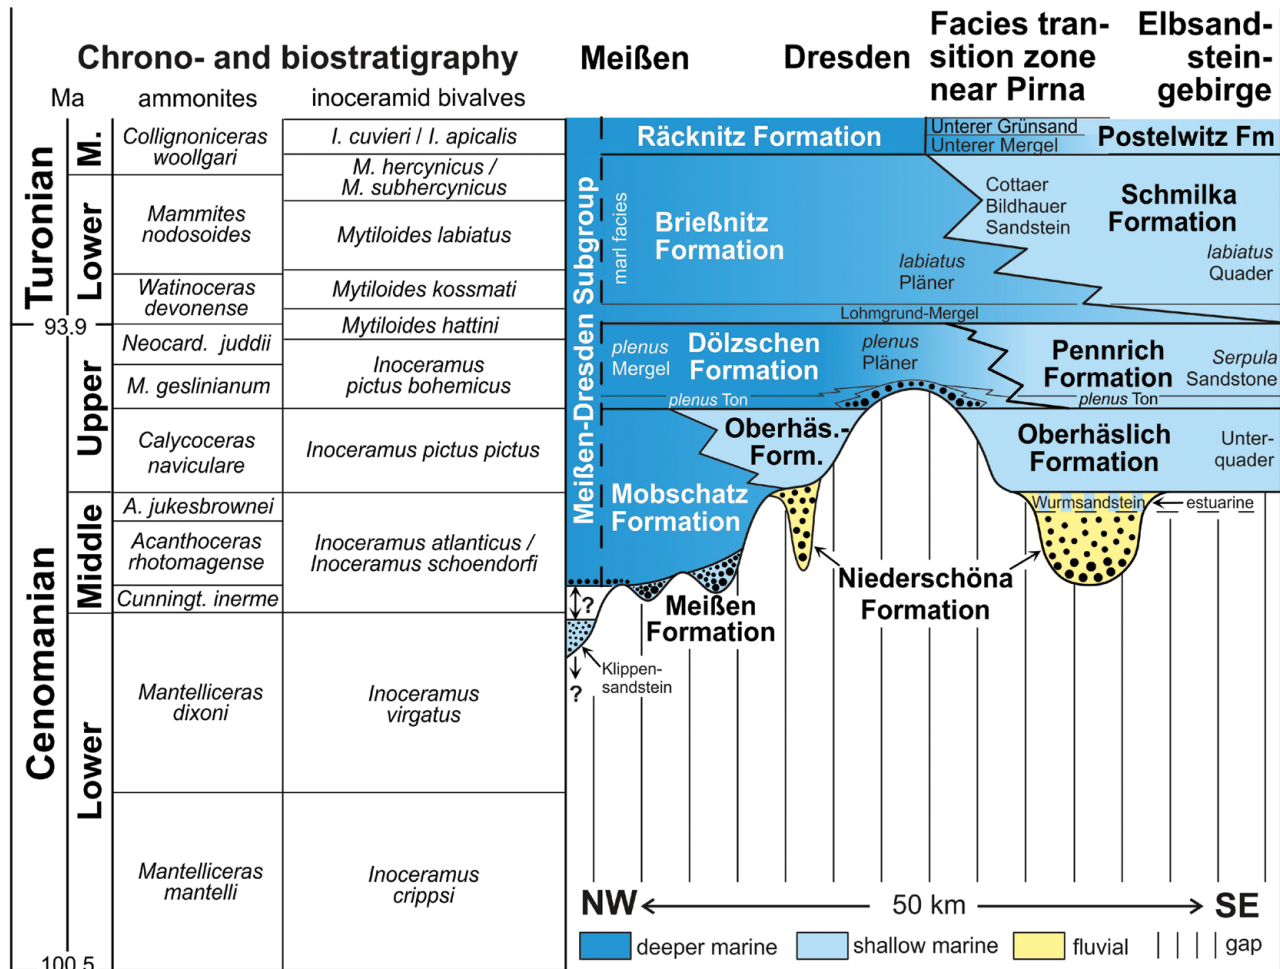 Chrono- and biostratigraphy
Ma
ammonites
inoceramid bivalves
Meißen
Dresden
Facies tran-
sition zone
near Pirna
Elbsand-
stein-
gebirge
Turonian
M.
Lower
93.9
Cenomanian
Upper
Middle
Lower
100.5
Collignoniceras
woollgari
Mammites
nodosoides
Watinoceras
devonense
Neocard. juddii
M. geslinianum
Calycoceras
naviculare
A. jukesbrownei
Acanthoceras
rhotomagense
Cunningt. inerme
Mantelliceras
dixoni
Mantelliceras
mantelli
I. cuvieri / I. apicalis
M. hercynicus /
M. subhercynicus
Mytiloides labiatus
Mytiloides kossmati
Mytiloides hattini
Inoceramus
pictus bohemicus
Inoceramus pictus pictus
Inoceramus atlanticus /
Inoceramus schoendorfi
Inoceramus
virgatus
Inoceramus
crippsi
Meißen-Dresden Subgroup
marl facies
Räcknitz Formation
Unterer Grünsand
Unterer Mergel
Postelwitz Fm
Brießnitz
Formation
Cottaer
Bildhauer
Sandstein
Schmilka
Formation
labiatus
Pläner
labiatus
Quader
Lohmgrund-Mergel
plenus
Mergel
Dölzschen
Formation
plenus
Pläner
Pennrich
Formation
Serpula
Sandstone
plenus Ton
plenus Ton
Oberhäs.-
Form.
Oberhäslich
Formation
Unter-
quader
Mobschatz
Formation
Wurmsandstein
estuarine
Niederschöna
Formation
Meißen
Formation
?
Klippen-
sandstein
?
NW
50 km
SE
deeper marine
shallow marine
fluvial
gap